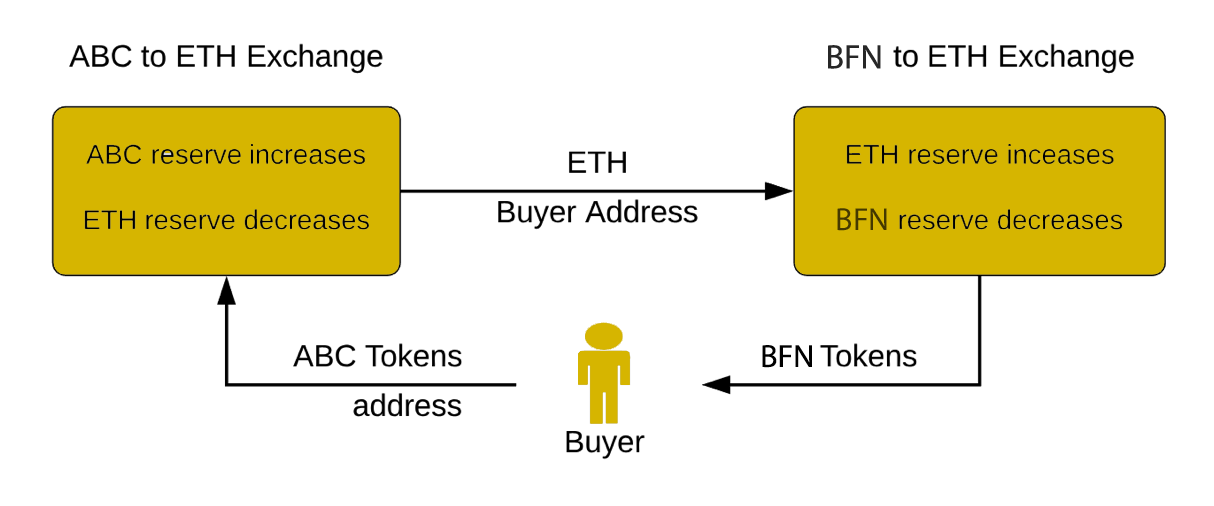 ABC to ETH Exchange
BFN to ETH Exchange
ABC reserve increases
ETH reserve decreases
ETH
Buyer Address
ETH reserve inceases
BFN reserve decreases
ABC Tokens
address
Buyer
BFN Tokens